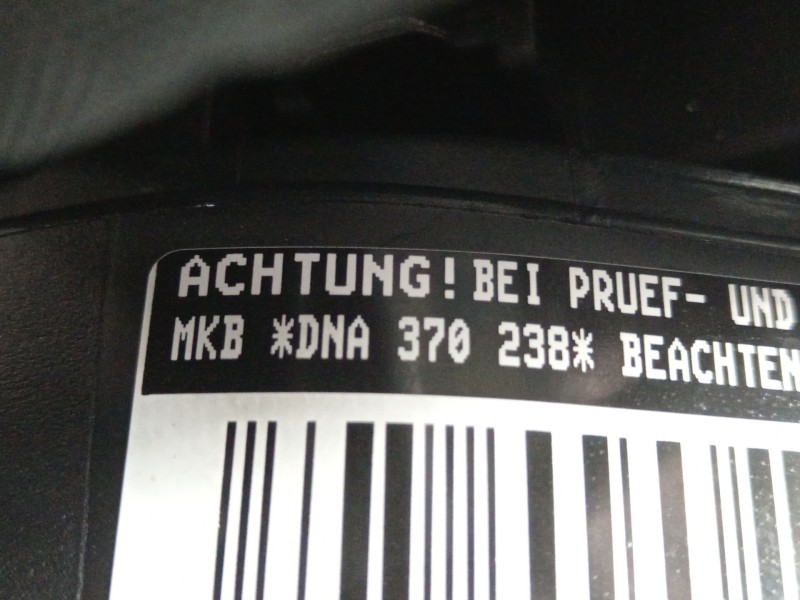 ACHTUNG! BEI PRUEF- UND
MKB *DNA 370 238* BEACHTEN